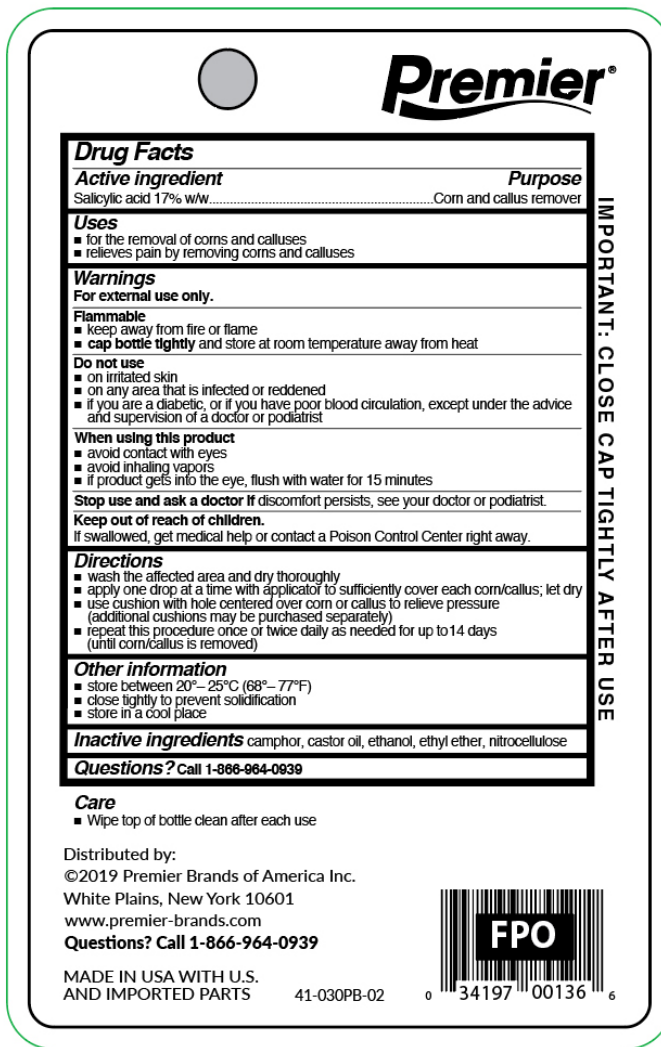 Premier®
Drug Facts
Active ingredient Purpose
Salicylic acid 17% w/w................................................................Corn and callus remover
Uses
▪ for the removal of corns and calluses
▪ relieves pain by removing corns and calluses
Warnings
For external use only.
Flammable
▪ keep away from fire or flame
▪ cap bottle tightly and store at room temperature away from heat
Do not use
▪ on irritated skin
▪ on any area that is infected or reddened
▪ if you are a diabetic, or if you have poor blood circulation, except under the advice
and supervision of a doctor or podiatrist
When using this product
▪ avoid contact with eyes
▪ avoid inhaling vapors
▪ if product gets into the eye, flush with water for 15 minutes
Stop use and ask a doctor if discomfort persists, see your doctor or podiatrist.
Keep out of reach of children.
If swallowed, get medical help or contact a Poison Control Center right away.
Directions
▪ wash the affected area and dry thoroughly
▪ apply one drop at a time with applicator to sufficiently cover each corn/callus; let dry
▪ use cushion with hole centered over corn or callus to relieve pressure
(additional cushions may be purchased separately)
▪ repeat this procedure once or twice daily as needed for up to14 days
(until corn/callus is removed)
Other information
▪ store between 20°– 25°C (68°– 77°F)
▪ close tightly to prevent solidification
▪ store in a cool place
Inactive ingredients camphor, castor oil, ethanol, ethyl ether, nitrocellulose
Questions? Call 1-866-964-0939
IMPORTANT: CLOSE CAP TIGHTLY AFTER USE
Care
▪ Wipe top of bottle clean after each use
Distributed by:
©2019 Premier Brands of America Inc.
White Plains, New York 10601
www.premier-brands.com
Questions? Call 1-866-964-0939
MADE IN USA WITH U.S.
AND IMPORTED PARTS
41-030PB-02
FPO
0 34197 00136 6